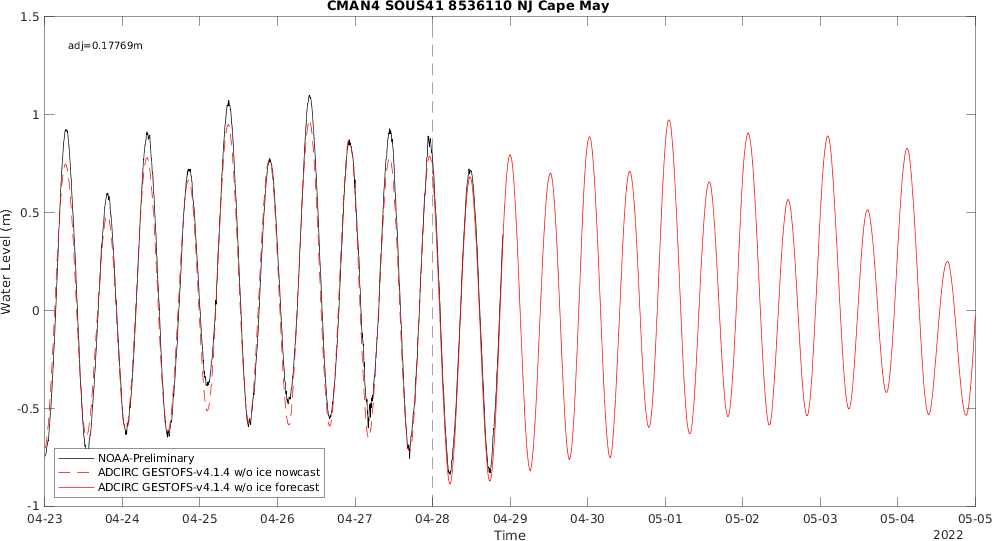 CMAN4 SOUS41 8536110 NJ Cape May
adj=0.17769m
1.5
1
0.5
0
-0.5
-1
Water Level (m)
NOAA-Preliminary
ADCIRC GESTOFS-v4.1.4 w/o ice nowcast
ADCIRC GESTOFS-v4.1.4 w/o ice forecast
04-23 04-24 04-25 04-26 04-27 04-28 04-29 04-30 05-01 05-02 05-03 05-04 05-05
Time
2022